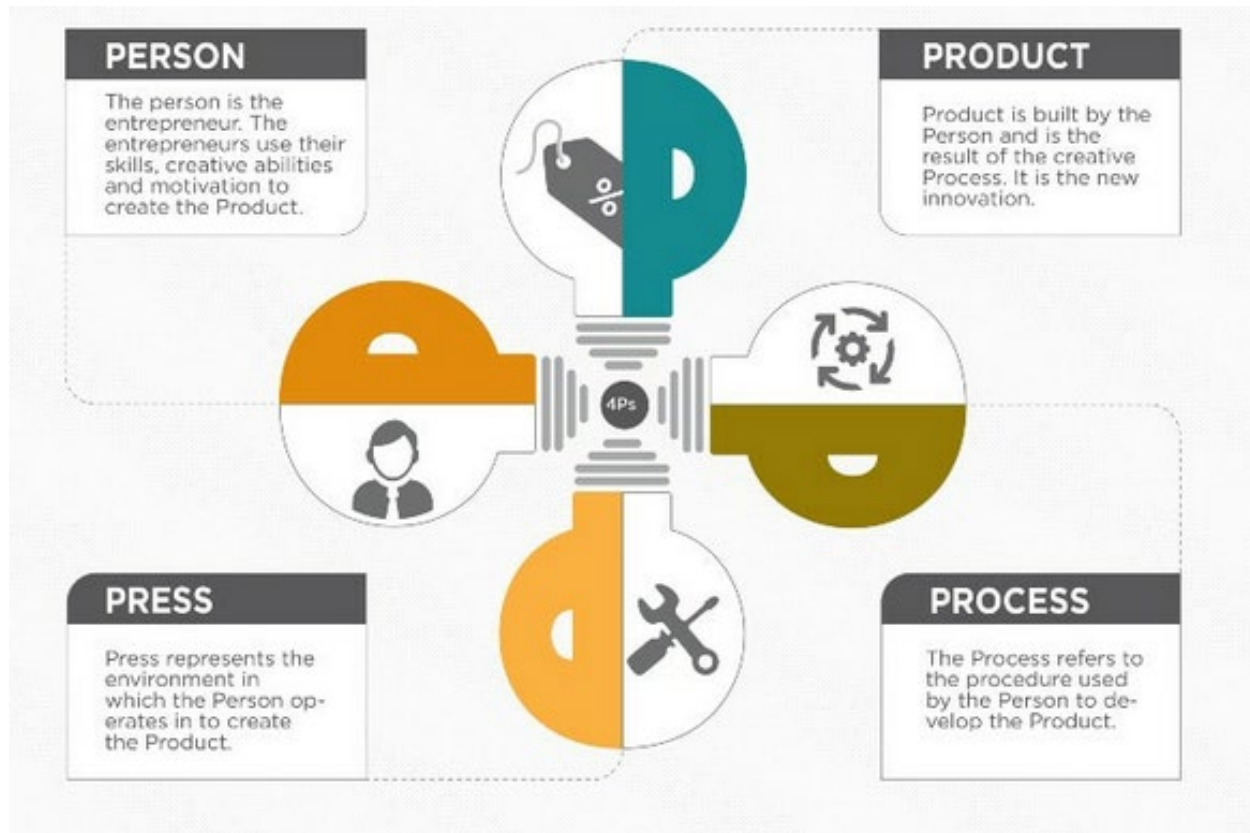 PERSON
The person is the
entrepreneur. The
entrepreneurs use their
skills, creative abilities
and motivation to
create the Product.
PRODUCT
Product is built by the
Person and is the
result of the creative
Process. It is the new
innovation.
%
4Ps
PRESS
Press represents the
environment in
which the Person op-
erates in to create
the Product.
PROCESS
The Process refers to
the procedure used
by the Person to de-
velop the Product.